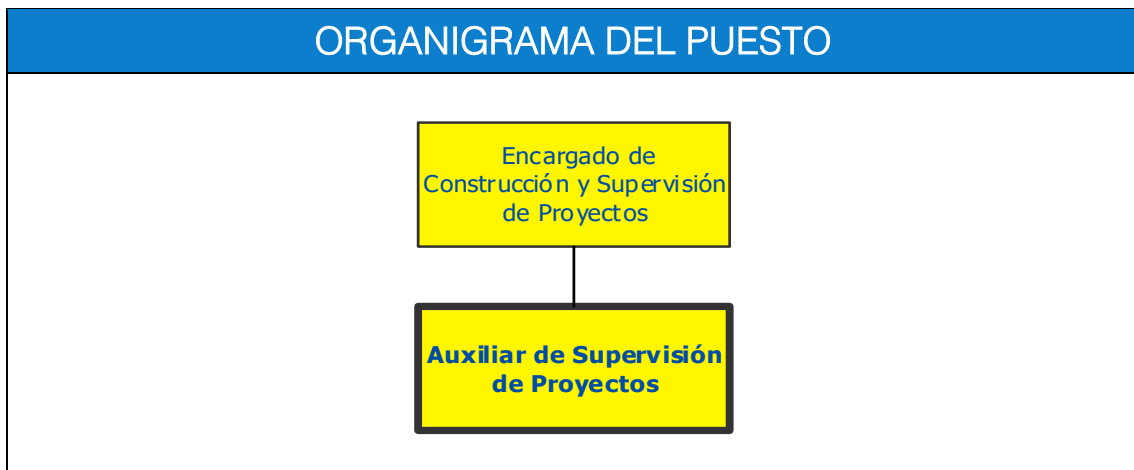 ORGANIGRAMA DEL PUESTO
Encargado de
Construcción y Supervisión
de Proyectos
Auxiliar de Supervisión
de Proyectos